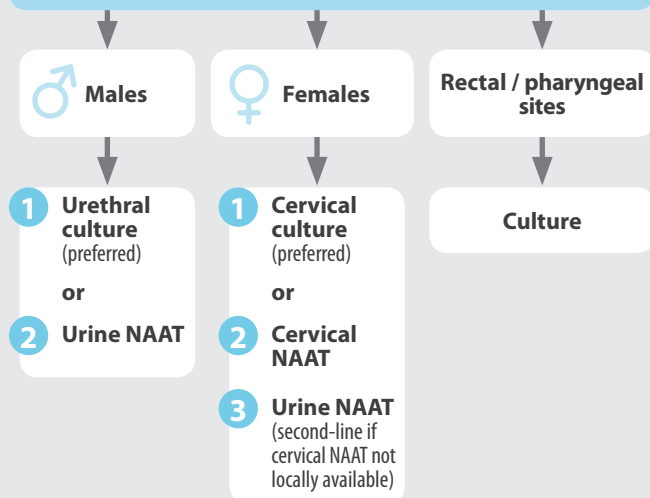 Males
Females
Rectal / pharyngeal
sites
1 Urethral
culture
(preferred)
or
2 Urine NAAT
1 Cervical
culture
(preferred)
or
2 Cervical
NAAT
3 Urine NAAT
(second-line if
cervical NAAT not
locally available)
Culture